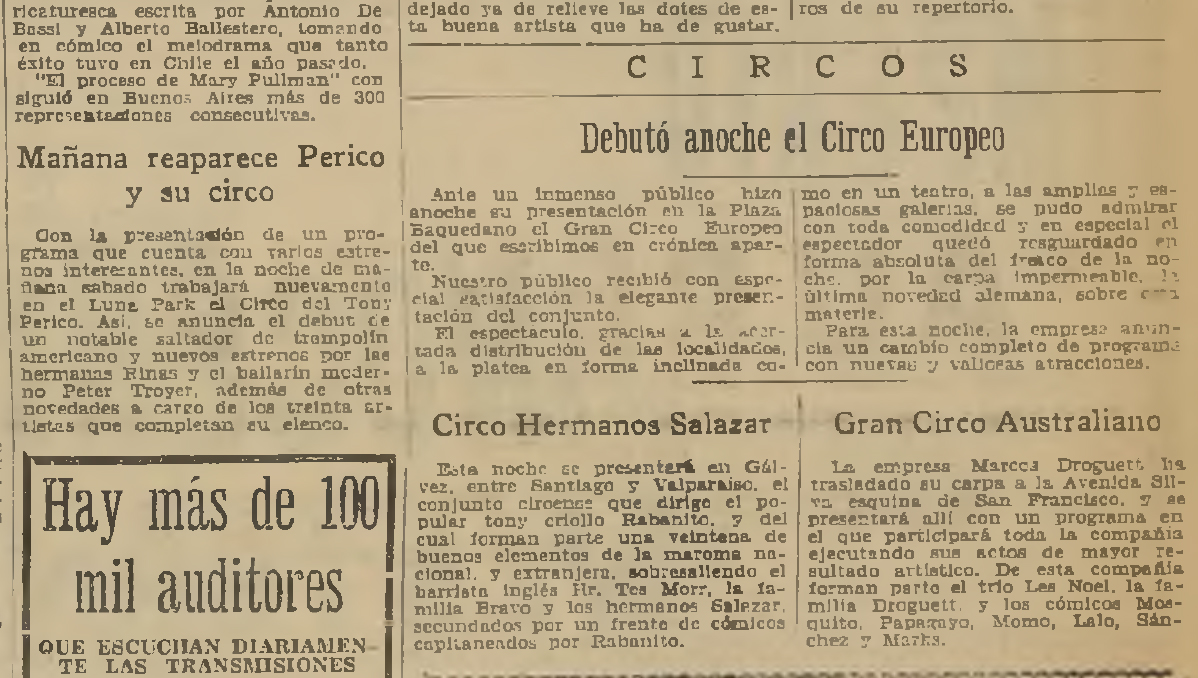 ricaturesca escrita por Antonio De
Bassi y Alberto Ballestero, tomando
en cómico el melodrama que tanto
éxito tuvo en Chile el año pasado.
"El proceso de Mary Pullman" con
siguió en Buenos Aires más de 300
representaciones consecutivas.
Mañana reaparece Perico
y su circo
Con la presentación de un pro-
grama que cuenta con varios estre-
nos interesantes, en la noche de ma-
ñana sábado trabajará nuevamente
en el Luna Park el Circo del Tony
Perico. Así, se anuncia el debut de
un notable saltador de trampolín
americano y nuevos estrenos por las
hermanas Rinas y el bailarín moder-
no Peter Troyer, además de otras
novedades a cargo de los treinta ar-
tistas que completan su elenco.
Hay más de 100
mil auditores
QUE ESCUCHAN DIARIAMEN
TE LAS TRANSMISIONES
dejado ya de relieve las dotes de es-
ta buena artista que ha de gustar.
ros de su repertorio.
CIRCOS
Debutó anoche el Circo Europeo
Ante un inmenso público hizo
anoche su presentación en la Plaza
Baquedano el Gran Circo Europeo
del que escribimos en crónica apar-
te.
Nuestro público recibió con espe-
cial satisfacción la elegante presen-
tación del conjunto.
El espectáculo, gracias a la acer-
tada distribución de las localidades,
a la platea en forma inclinada co-
mo en un teatro, a las amplias y es-
paciosas galerías, se pudo admirar
con toda comodidad y en especial el
espectador quedó resguardado en
forma absoluta del fresco de la no-
che, por la carpa impermeable, la
última novedad alemana, sobre esta
materie.
Para esta noche, la empresa anun-
cia un cambio completo de programa
con nuevas y valiosas atracciones.
Circo Hermanos Salazar
Esta noche se presentará en Gál-
vez, entre Santiago y Valparaíso, el
conjunto circense que dirige el po-
pular tony criollo Rabanito, y del
cual forman parte una veintena de
buenos elementos de la maroma na-
cional, y extranjera, sobresaliendo el
barrista inglés Hr. Tes Morr, la fa-
milia Bravo y los hermanos Salazar,
secundados por un frente de cómicos
capitaneados por Rabanito.
Gran Circo Australiano
La empresa Marcca Droguett ha
trasladado su carpa a la Avenida Sil-
va esquina de San Francisco, y se
presentará allí con un programa en
el que participará toda la compañía
ejecutando sus actos de mayor re-
sultado artístico. De esta compañía
forman parte el trío Les Noel, la fa-
milia Droguett, y los cómicos Mos-
quito, Papagayo, Momo, Lalo, Sán-
chez y Marks.